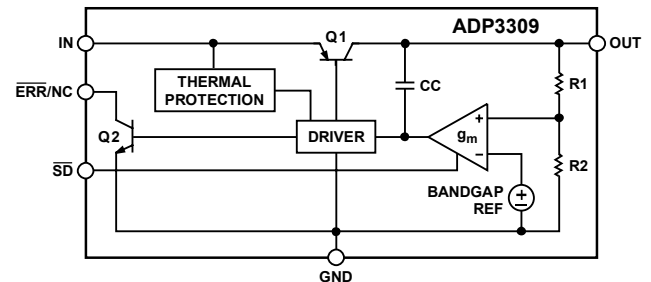 ADP3309
Q1
IN
OUT
THERMAL
PROTECTION
CC
R1
ERR/NC
Q2
DRIVER
gm
+
−
R2
SD
BANDGAP
REF
+
−
GND